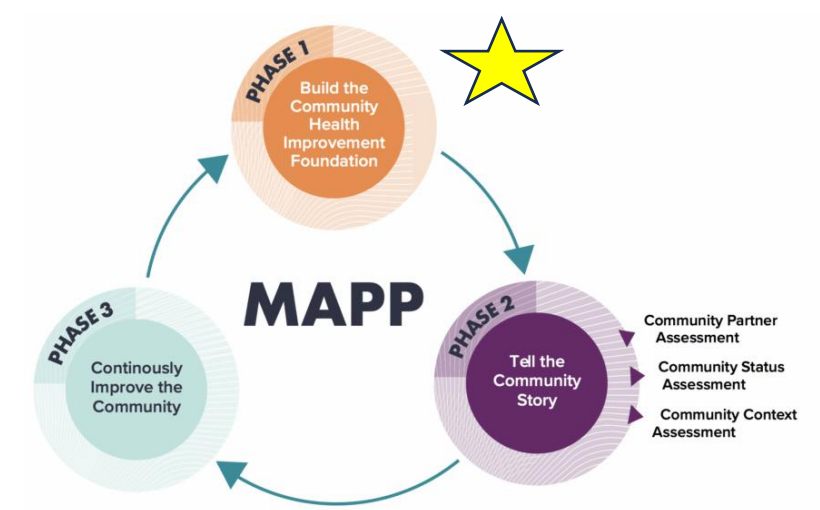 PHASE 1
Build the
Community
Health
Improvement
Foundation
MAPP
PHASE 2
Tell the
Community
Story
Community Partner
Assessment
Community Status
Assessment
Community Context
Assessment
PHASE 3
Continously
Improve the
Community